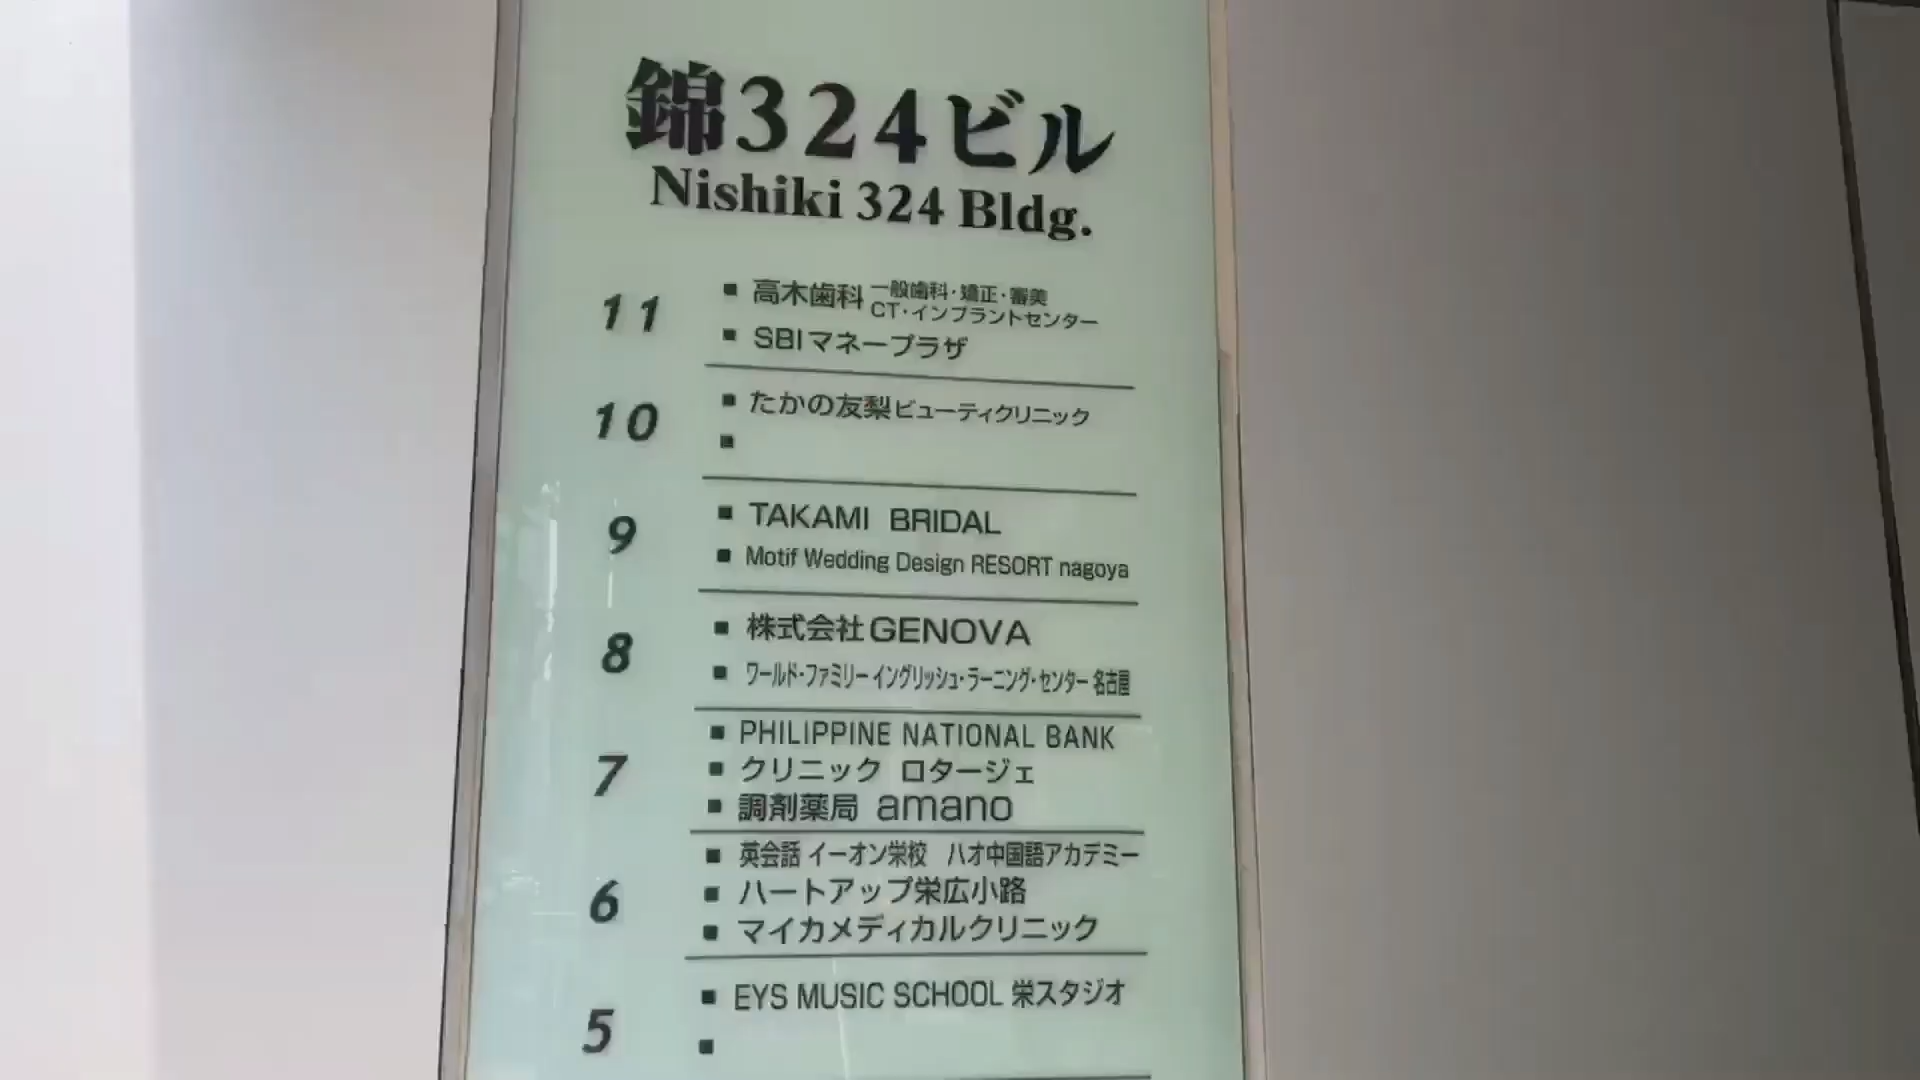 錦324ビル
Nishiki 324 Bldg.
11
■ 高木歯科 一般歯科・矯正・審美
CT・インプラントセンター
■ SBIマネープラザ
10
■ たかの友梨ビューティクリニック
■
9
■ TAKAMI BRIDAL
■ Motif Wedding Design RESORT nagoya
8
■ 株式会社GENOVA
■ ワールド・ファミリー イングリッシュ・ラーニング・センター 名古屋
7
■ PHILIPPINE NATIONAL BANK
■ クリニック ロタージェ
■ 調剤薬局 amano
6
■ 英会話 イーオン栄校 ハオ中国語アカデミー
■ ハートアップ栄広小路
■ マイカメディカルクリニック
5
■ EYS MUSIC SCHOOL 栄スタジオ
■